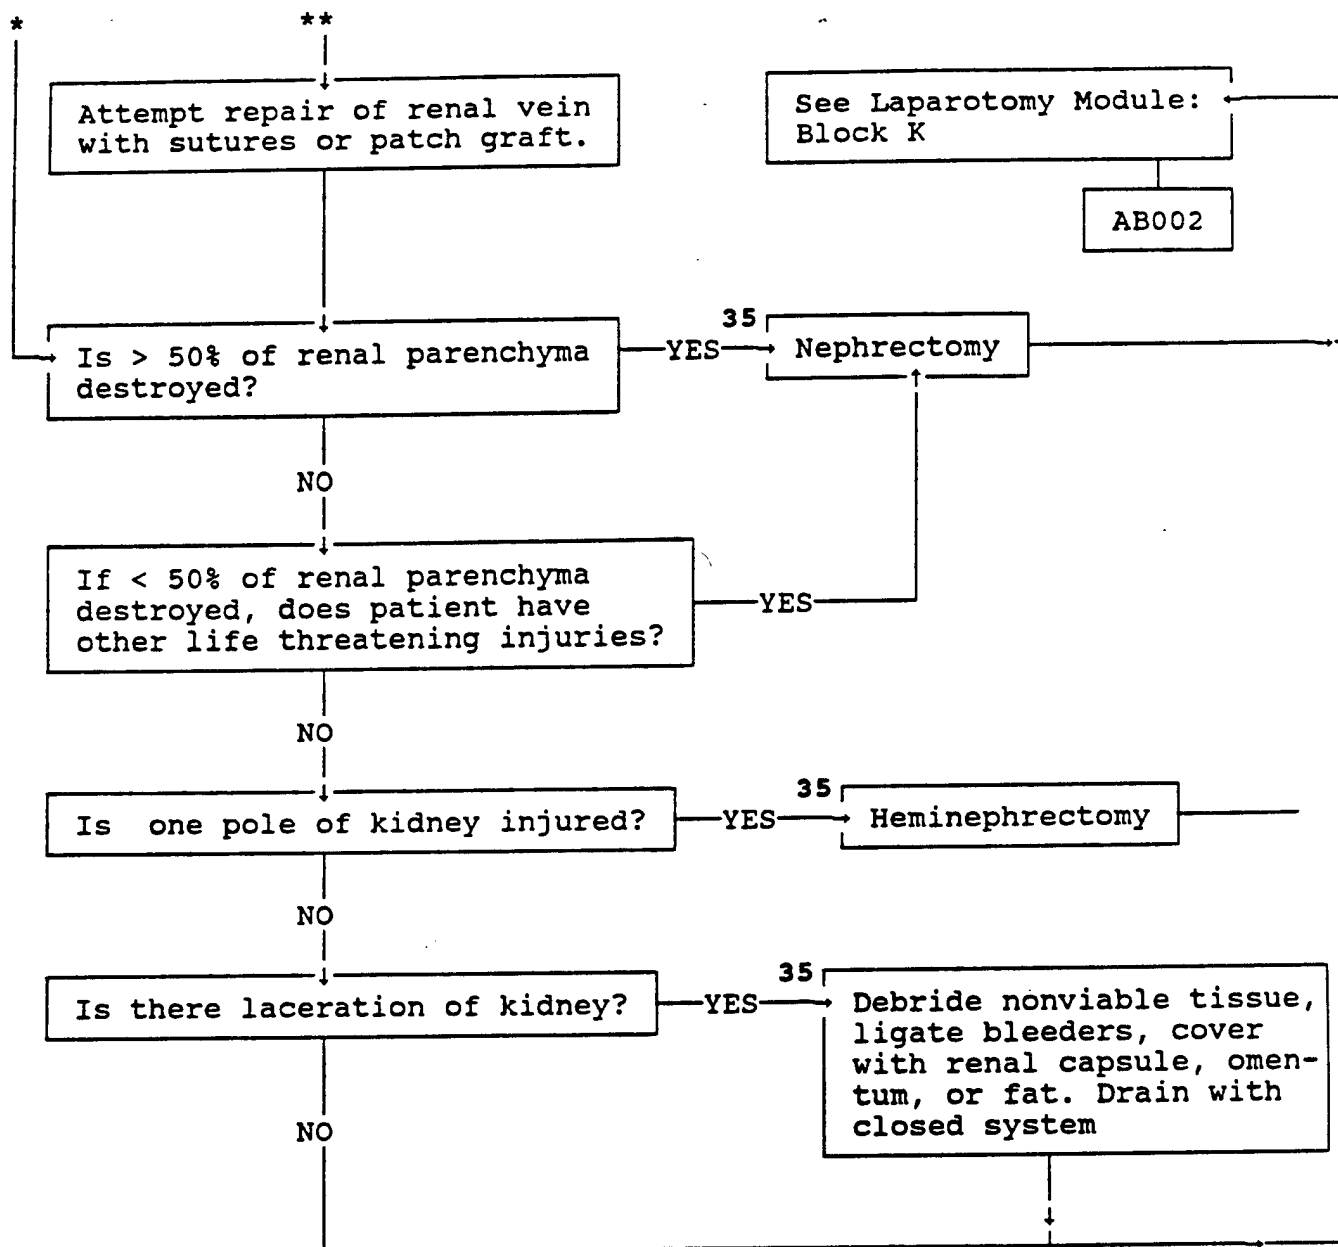 *
**
Attempt repair of renal vein
with sutures or patch graft.
See Laparotomy Module:
Block K
AB002
Is > 50% of renal parenchyma
destroyed?
YES
35
Nephrectomy
NO
If < 50% of renal parenchyma
destroyed, does patient have
other life threatening injuries?
YES
NO
Is one pole of kidney injured?
YES
35
Heminephrectomy
NO
Is there laceration of kidney?
YES
35
Debride nonviable tissue,
ligate bleeders, cover
with renal capsule, omen-
tum, or fat. Drain with
closed system
NO